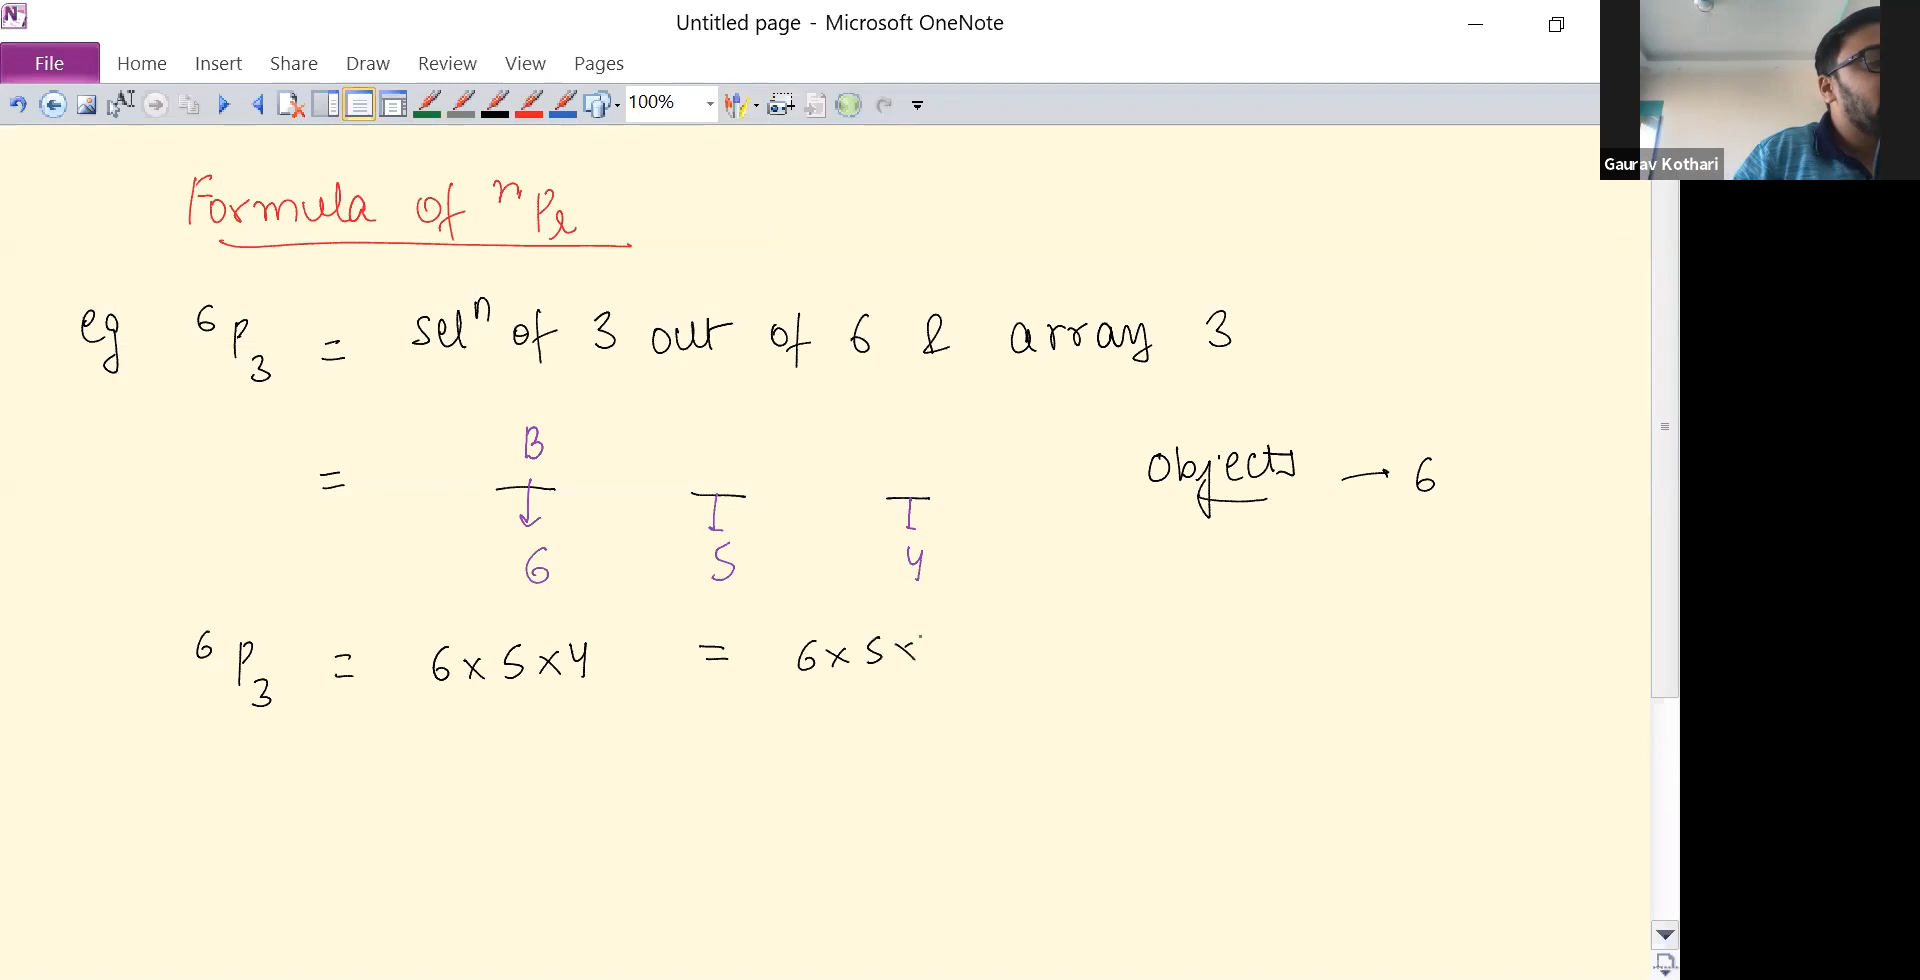 Untitled page - Microsoft OneNote
File Home Insert Share Draw Review View Pages
100%
Gaurav Kothari
Formula of ⁿPᵣ
eg ⁶P₃ = selⁿ of 3 out of 6 & array 3
B
=
Objects → 6
6 5 4
⁶P₃ = 6 x 5 x 4 = 6 x 5 x